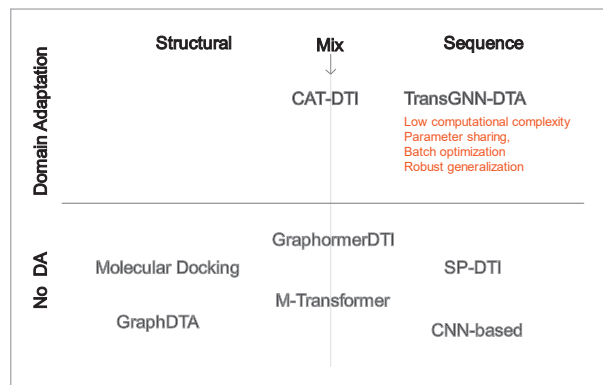 Structural Mix Sequence
Domain Adaptation
CAT-DTI TransGNN-DTA
Low computational complexity
Parameter sharing,
Batch optimization
Robust generalization
No DA
GraphormerDTI
Molecular Docking SP-DTI
M-Transformer
GraphDTA CNN-based